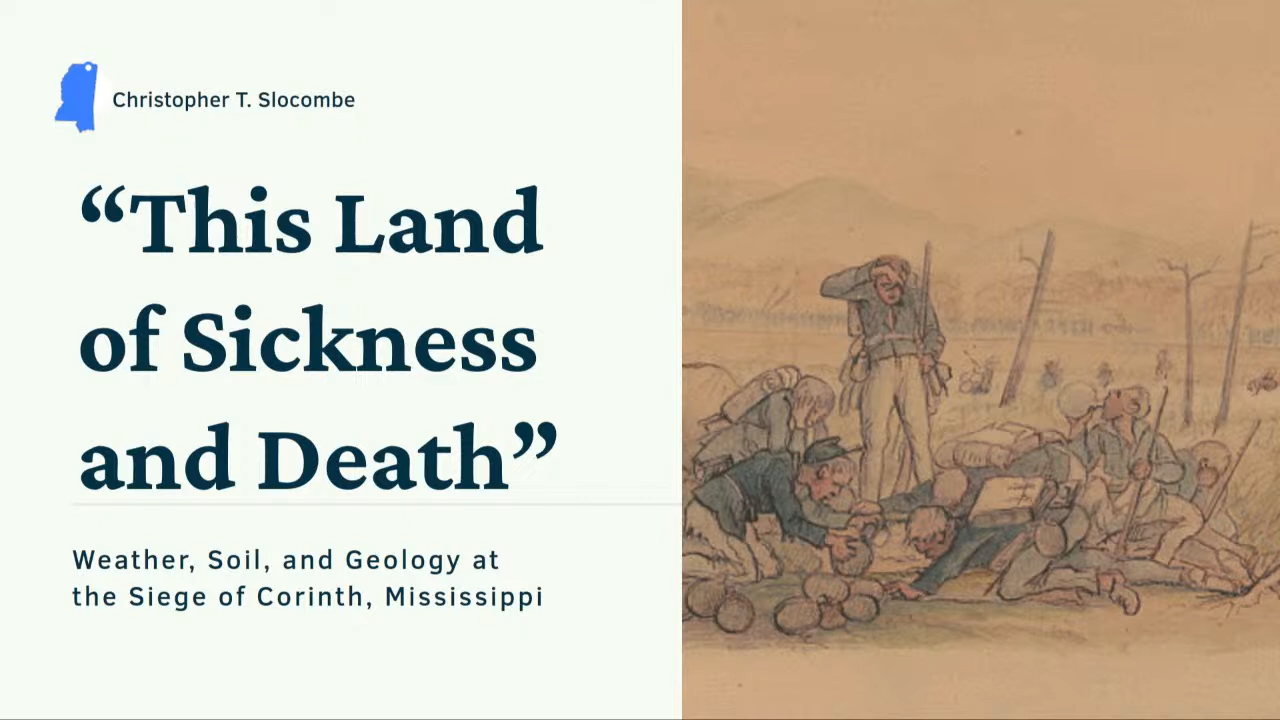 Christopher T. Slocombe
“This Land
of Sickness
and Death”
Weather, Soil, and Geology at
the Siege of Corinth, Mississippi